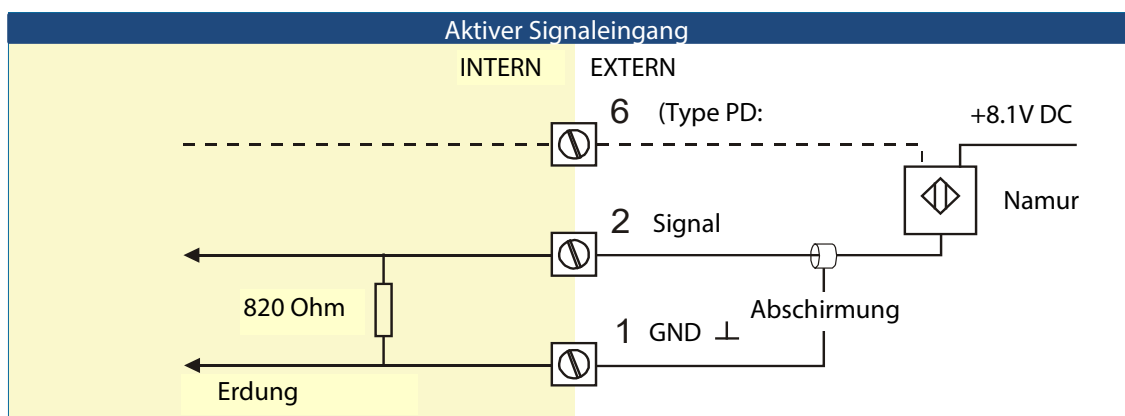 Aktiver Signaleingang
INTERN EXTERN
6 (Type PD: +8.1V DC
Namur
2 Signal
820 Ohm
Abschirmung
1 GND ⊥
Erdung